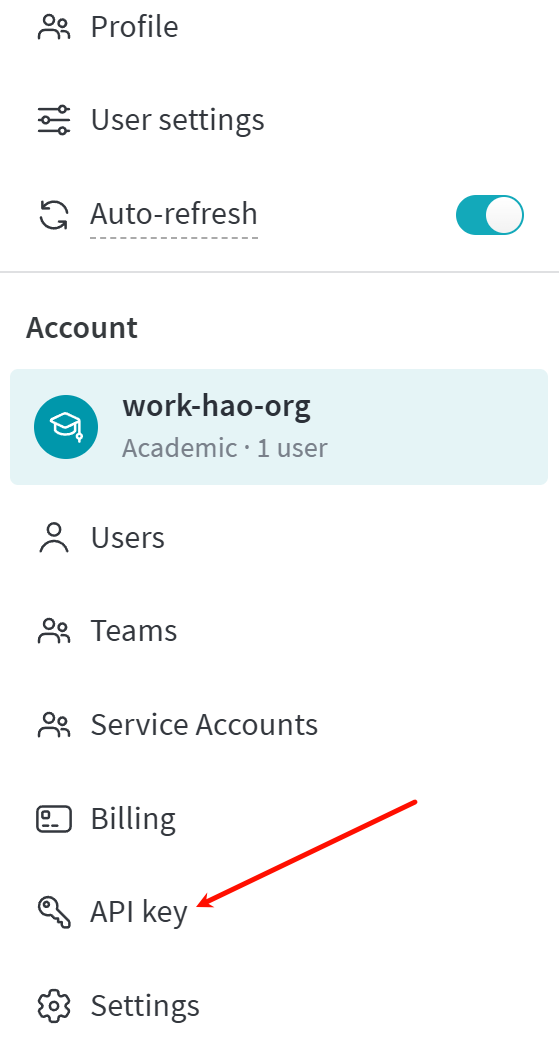 Profile
User settings
Auto-refresh
Account
work-hao-org
Academic · 1 user
Users
Teams
Service Accounts
Billing
API key
Settings